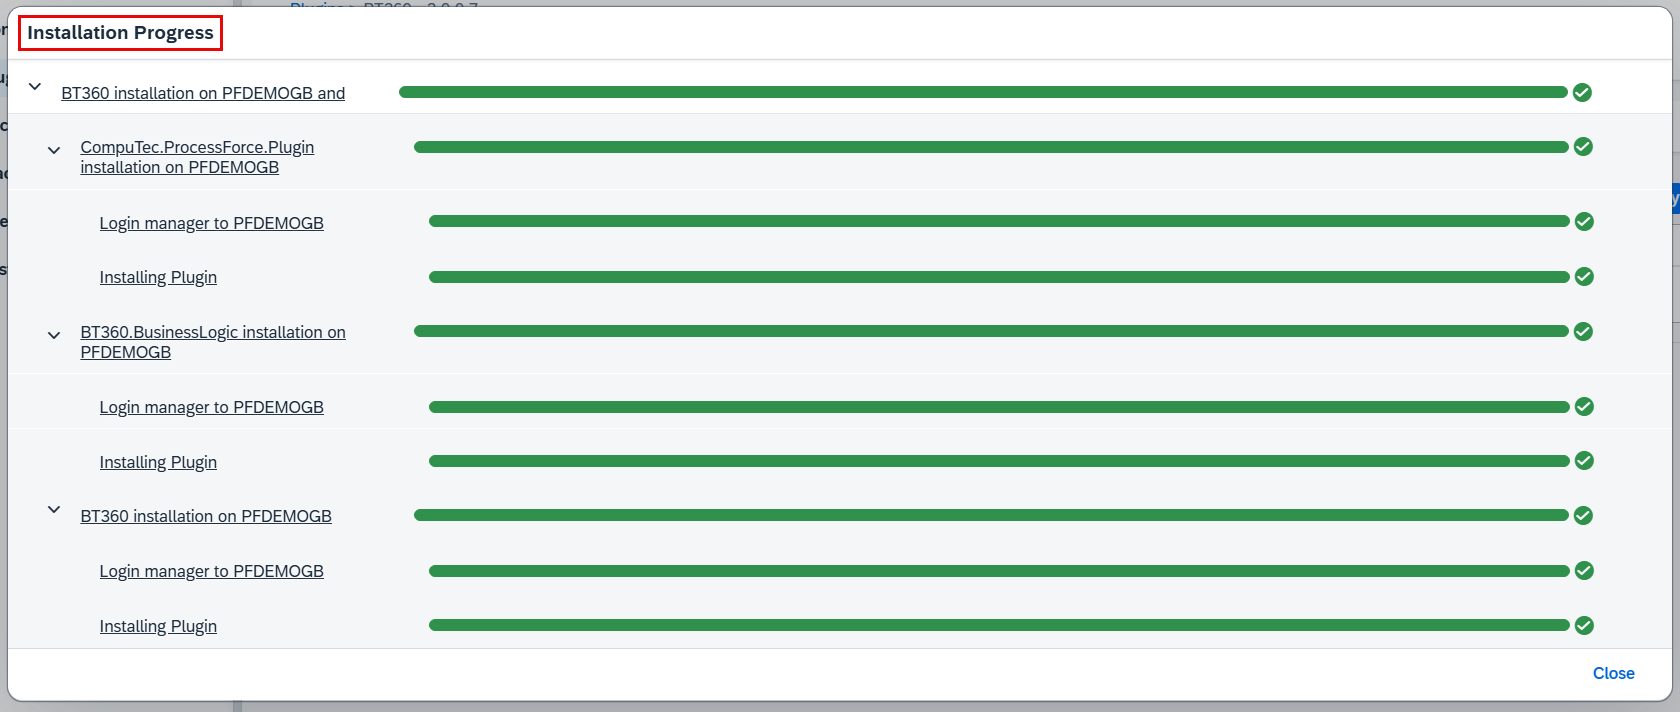 Installation Progress
BT360 installation on PFDEMOGB and
CompuTec.ProcessForce.Plugin
installation on PFDEMOGB
Login manager to PFDEMOGB
Installing Plugin
BT360.BusinessLogic installation on
PFDEMOGB
Login manager to PFDEMOGB
Installing Plugin
BT360 installation on PFDEMOGB
Login manager to PFDEMOGB
Installing Plugin
Close